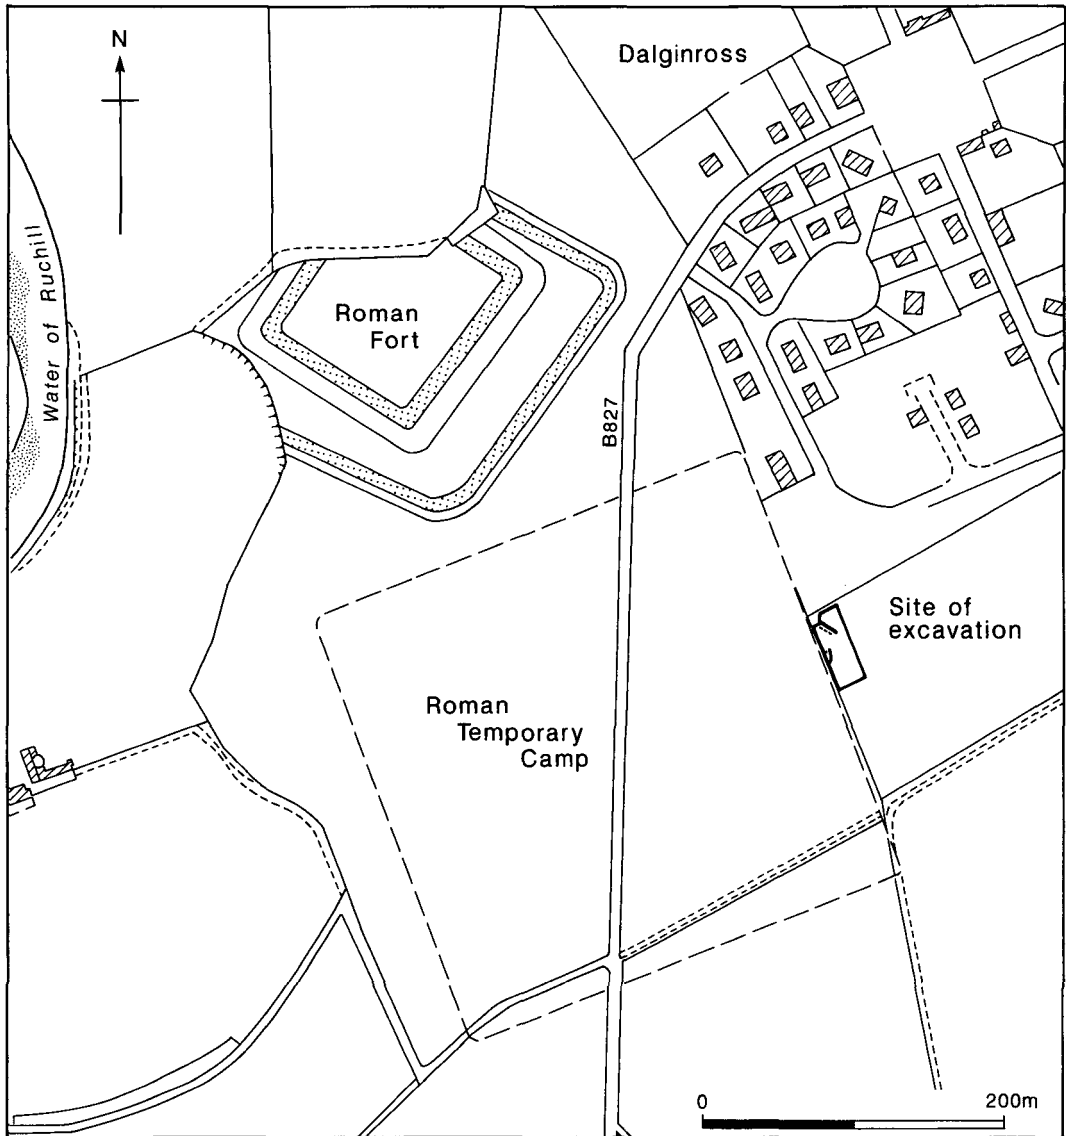 N
Dalginross
Water of Ruchill
Roman
Fort
B827
Site of
excavation
Roman
Temporary
Camp
0 200m